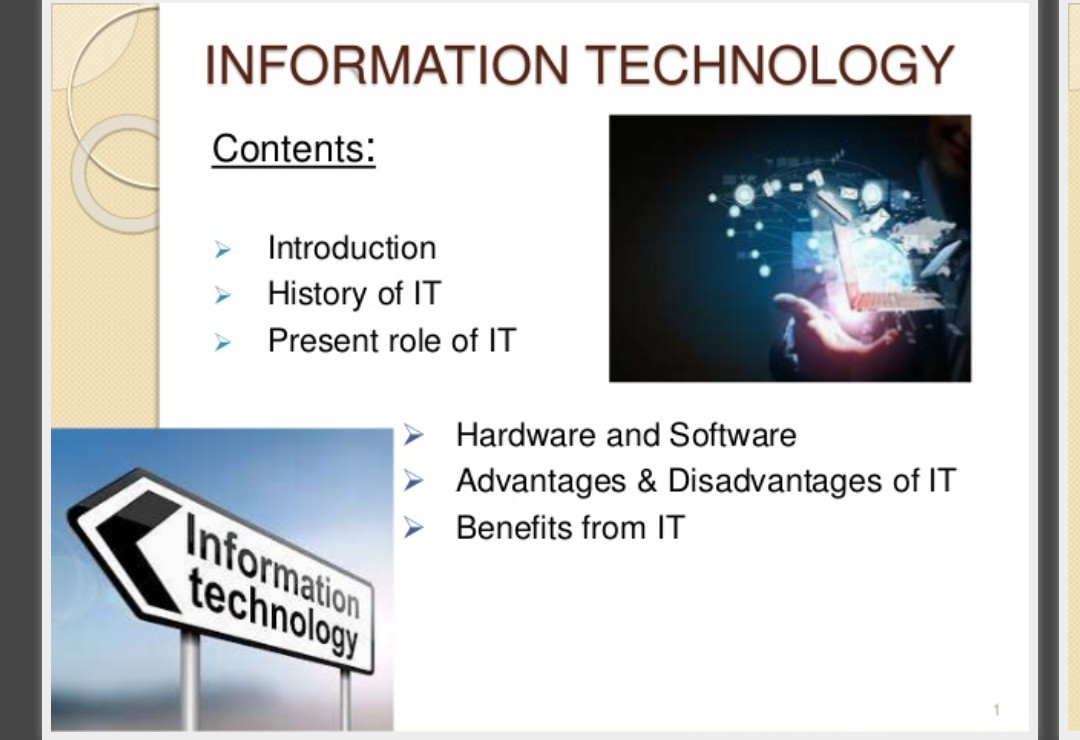 INFORMATION TECHNOLOGY
Contents:
➢ Introduction
➢ History of IT
➢ Present role of IT
➢ Hardware and Software
➢ Advantages & Disadvantages of IT
➢ Benefits from IT
Information
technology
1